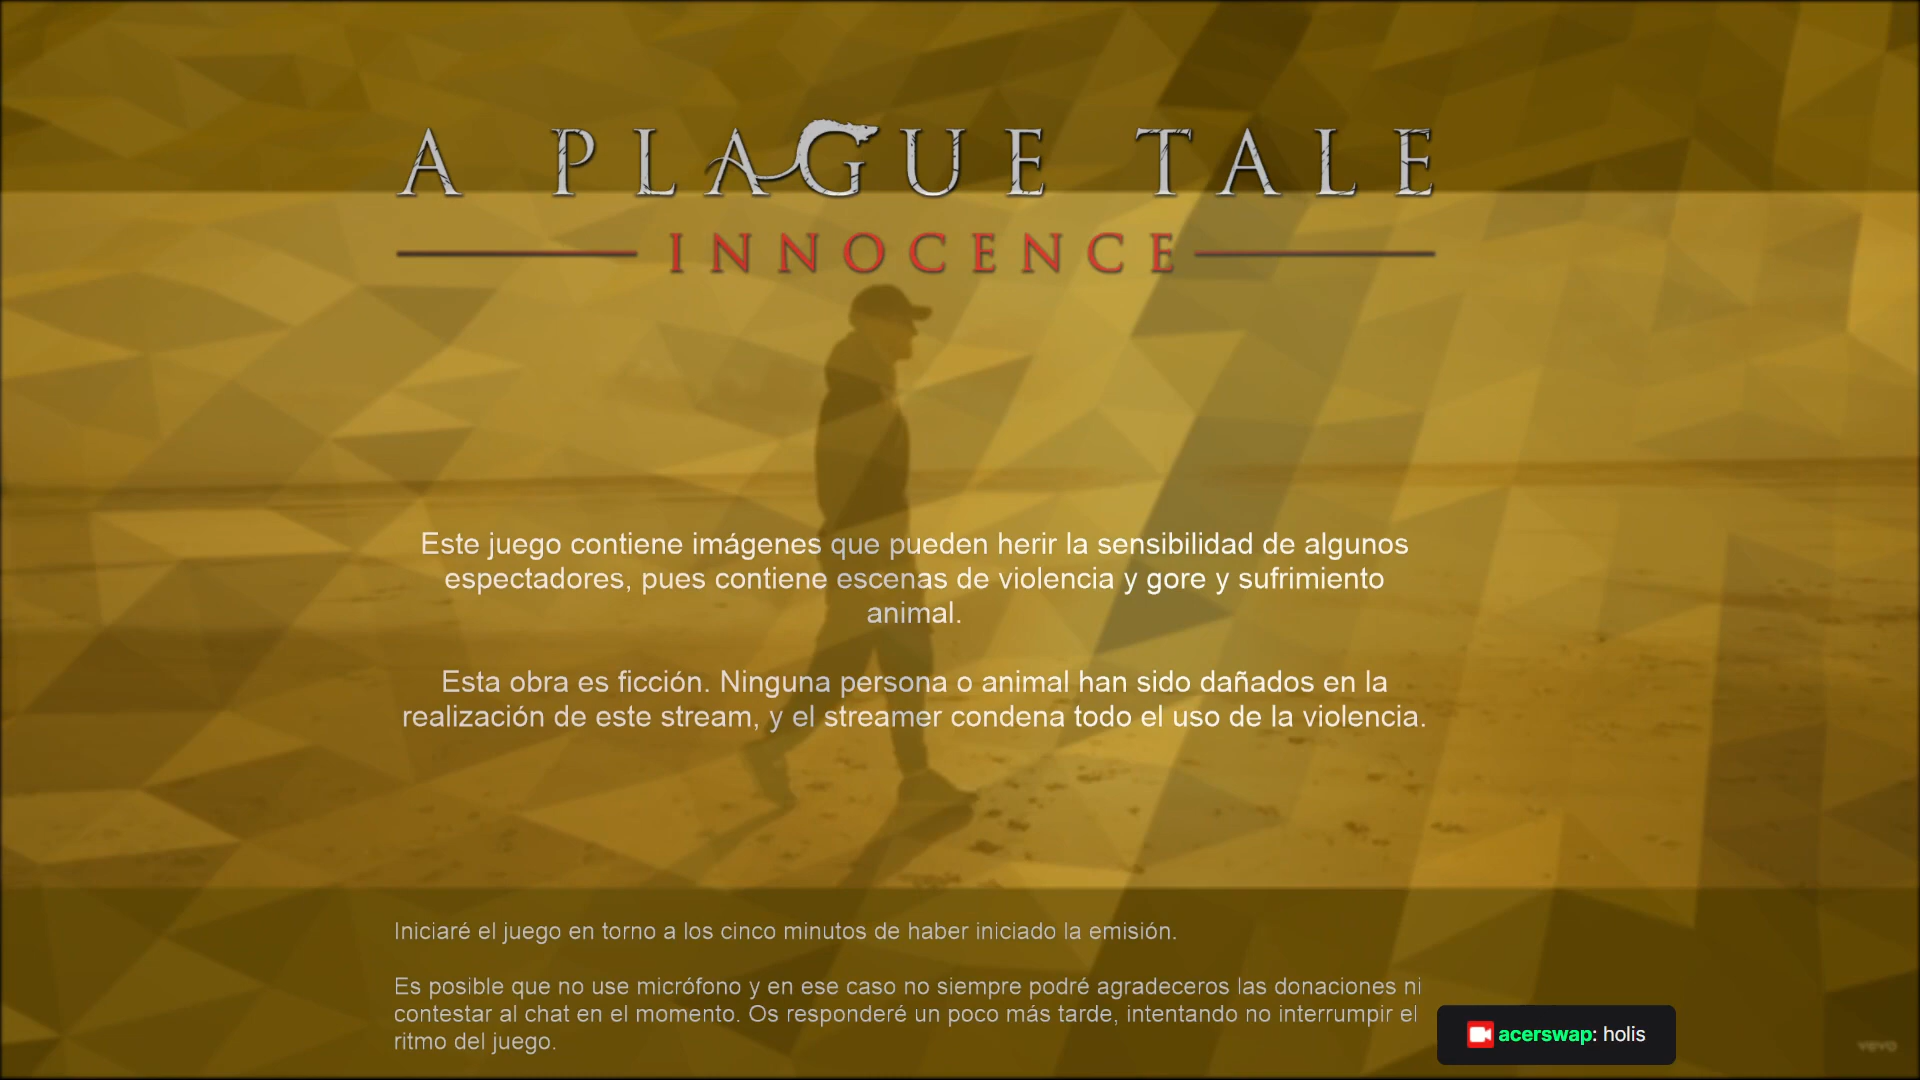 A PLAGUE TALE
INNOCENCE
Este juego contiene imágenes que pueden herir la sensibilidad de algunos
espectadores, pues contiene escenas de violencia y gore y sufrimiento
animal.
Esta obra es ficción. Ninguna persona o animal han sido dañados en la
realización de este stream, y el streamer condena todo el uso de la violencia.
Iniciaré el juego en torno a los cinco minutos de haber iniciado la emisión.
Es posible que no use micrófono y en ese caso no siempre podré agradeceros las donaciones ni
contestar al chat en el momento. Os responderé un poco más tarde, intentando no interrumpir el
ritmo del juego.
acerswap: holis
vevo